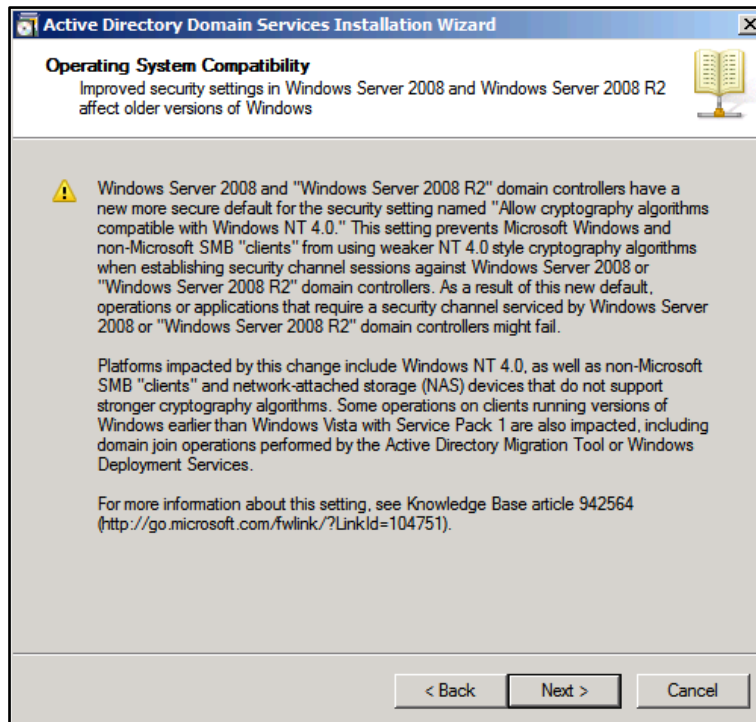 Active Directory Domain Services Installation Wizard
Operating System Compatibility
Improved security settings in Windows Server 2008 and Windows Server 2008 R2
affect older versions of Windows
Windows Server 2008 and "Windows Server 2008 R2" domain controllers have a
new more secure default for the security setting named "Allow cryptography algorithms
compatible with Windows NT 4.0." This setting prevents Microsoft Windows and
non-Microsoft SMB "clients" from using weaker NT 4.0 style cryptography algorithms
when establishing security channel sessions against Windows Server 2008 or
"Windows Server 2008 R2" domain controllers. As a result of this new default,
operations or applications that require a security channel serviced by Windows Server
2008 or "Windows Server 2008 R2" domain controllers might fail.
Platforms impacted by this change include Windows NT 4.0, as well as non-Microsoft
SMB "clients" and network-attached storage (NAS) devices that do not support
stronger cryptography algorithms. Some operations on clients running versions of
Windows earlier than Windows Vista with Service Pack 1 are also impacted, including
domain join operations performed by the Active Directory Migration Tool or Windows
Deployment Services.
For more information about this setting, see Knowledge Base article 942564
(http://go.microsoft.com/fwlink/?LinkId=104751).
< Back
Next >
Cancel